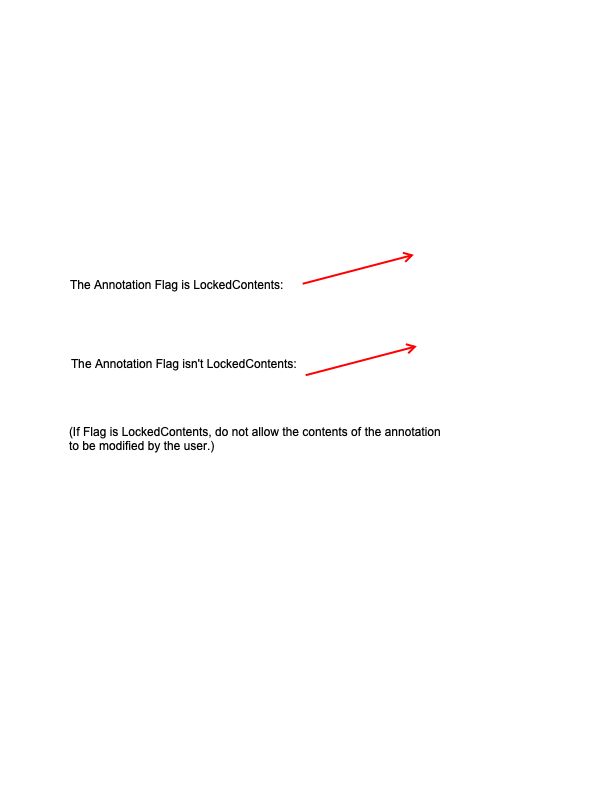 The Annotation Flag is LockedContents:
The Annotation Flag isn't LockedContents:
(If Flag is LockedContents, do not allow the contents of the annotation
to be modified by the user.)